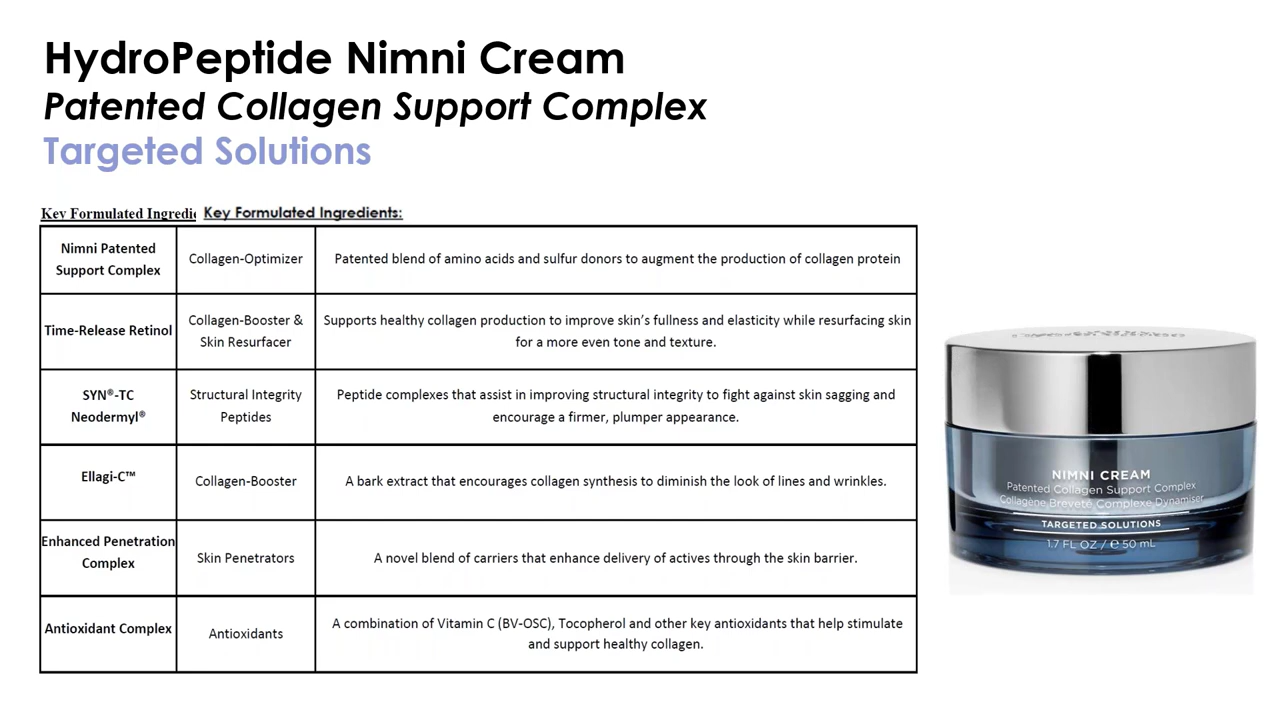 HydroPeptide Nimni Cream
Patented Collagen Support Complex
Targeted Solutions
Key Formulated Ingredie Key Formulated Ingredients:
Nimni Patented
Support Complex
Collagen-Optimizer
Patented blend of amino acids and sulfur donors to augment the production of collagen protein
Time-Release Retinol
Collagen-Booster &
Skin Resurfacer
Supports healthy collagen production to improve skin’s fullness and elasticity while resurfacing skin
for a more even tone and texture.
SYN®-TC
Neodermyl®
Structural Integrity
Peptides
Peptide complexes that assist in improving structural integrity to fight against skin sagging and
encourage a firmer, plumper appearance.
Ellagi-C™
Collagen-Booster
A bark extract that encourages collagen synthesis to diminish the look of lines and wrinkles.
Enhanced Penetration
Complex
Skin Penetrators
A novel blend of carriers that enhance delivery of actives through the skin barrier.
Antioxidant Complex
Antioxidants
A combination of Vitamin C (BV-OSC), Tocopherol and other key antioxidants that help stimulate
and support healthy collagen.
NIMNI CREAM
Patented Collagen Support Complex
Collagène Breveté Complexe Dynamiser
TARGETED SOLUTIONS
1.7 FL OZ / ℮ 50 mL